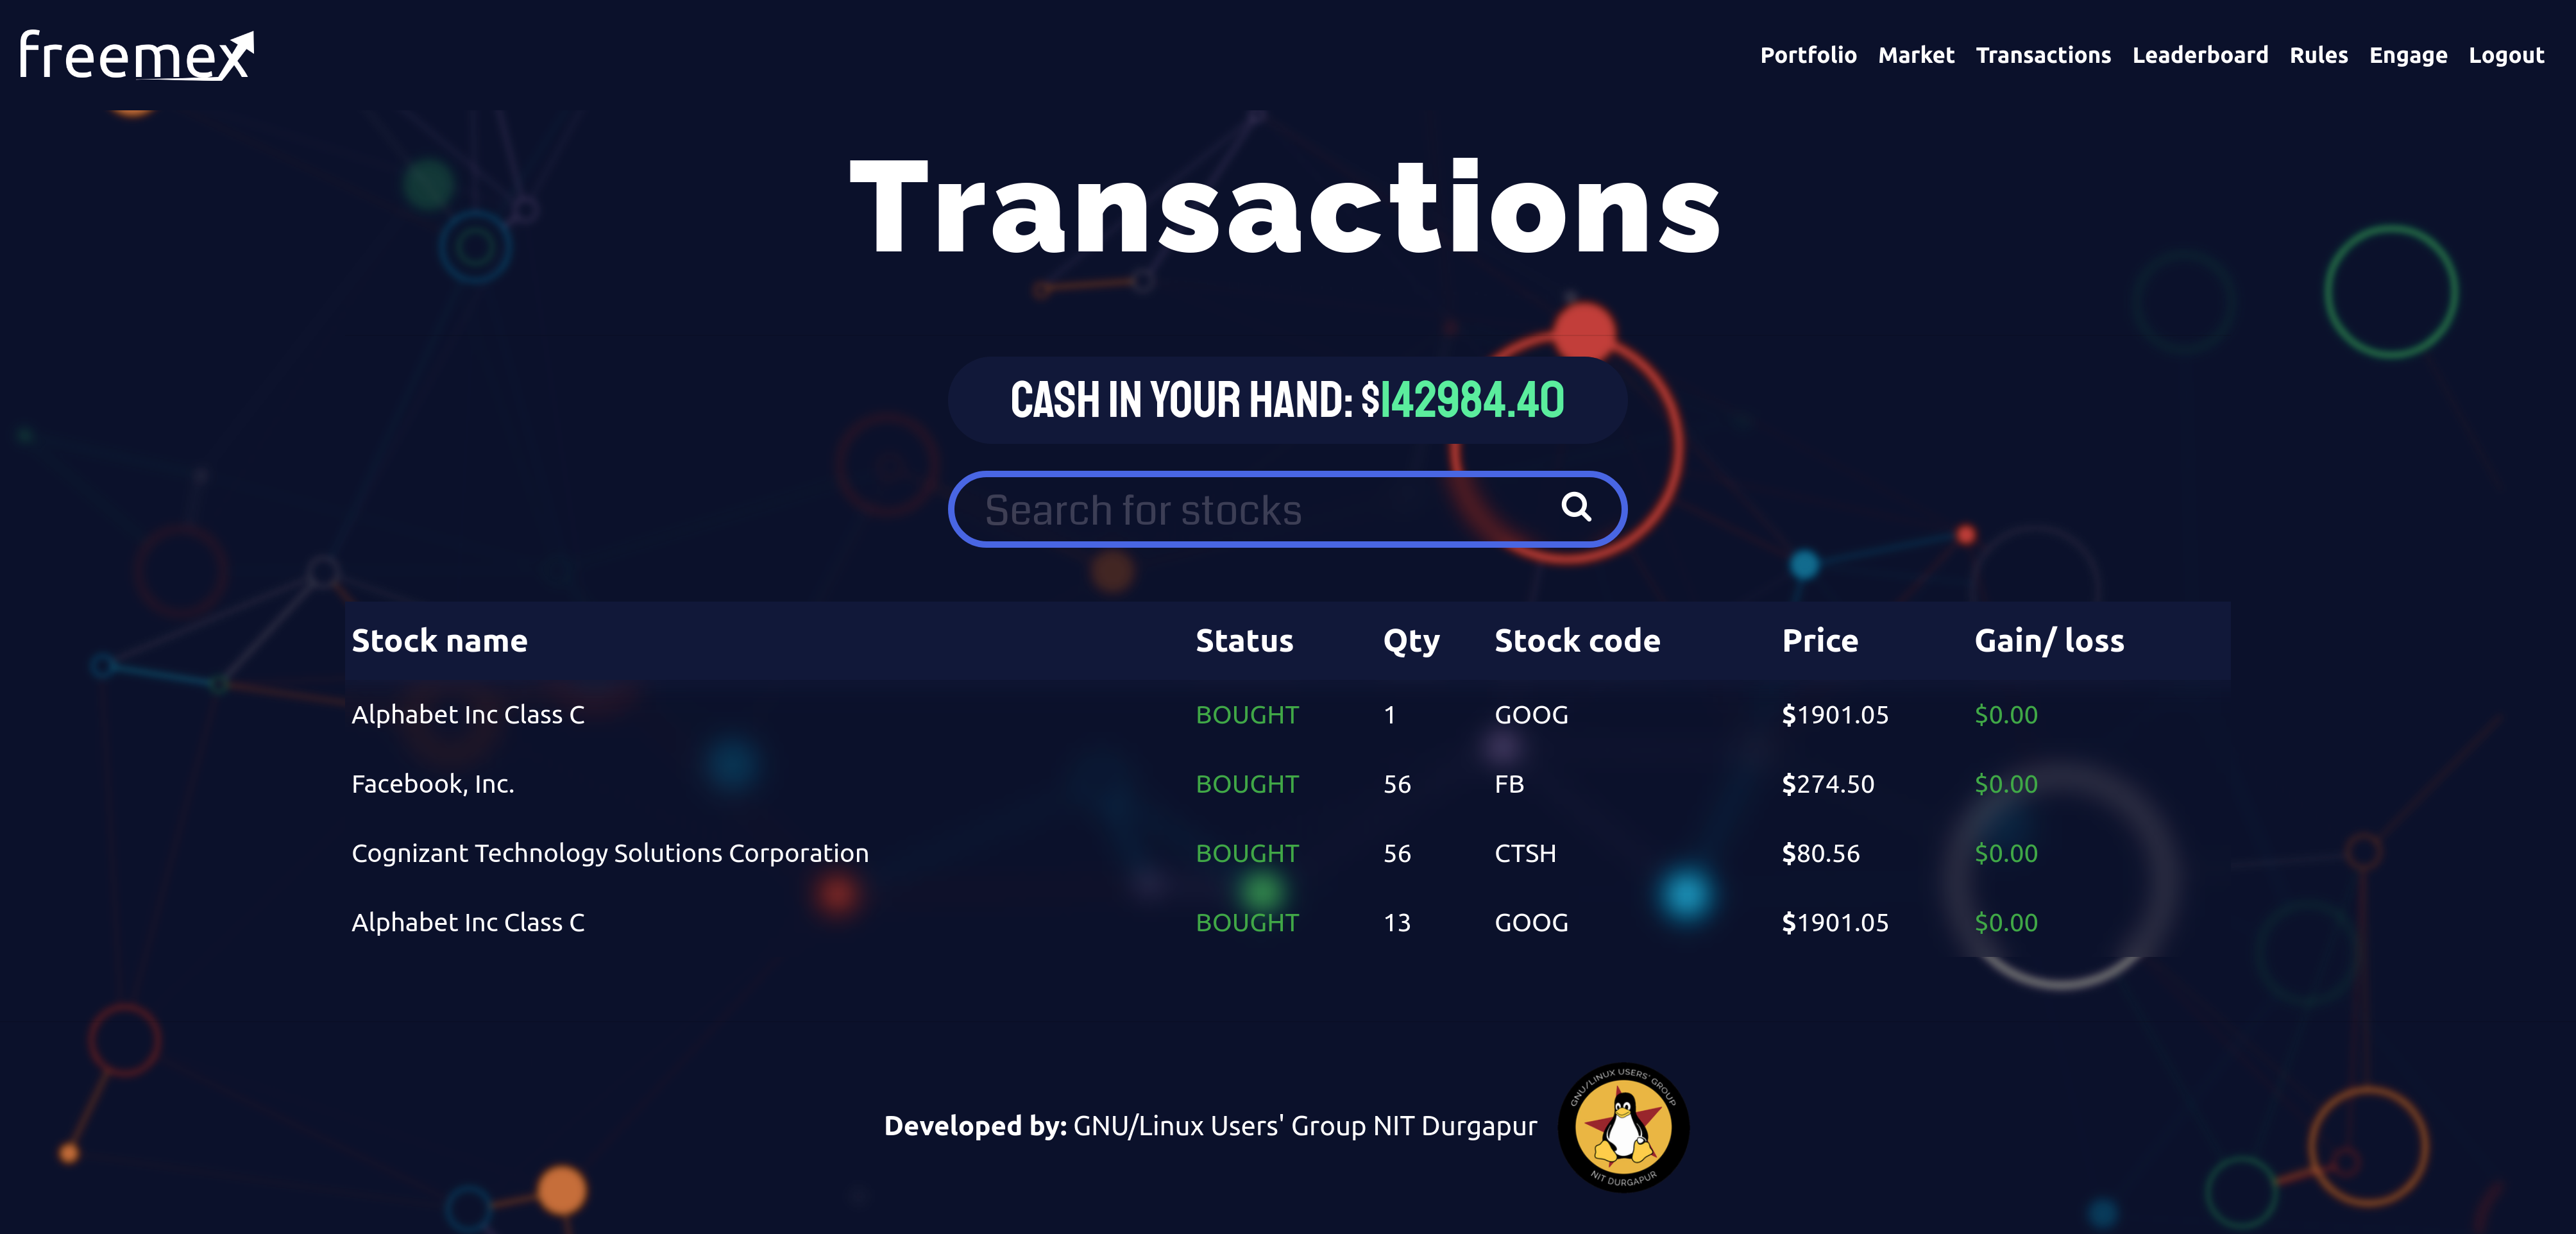 freemex
Portfolio Market Transactions Leaderboard Rules Engage Logout
Transactions
CASH IN YOUR HAND: $142984.40
Search for stocks
Stock name Status Qty Stock code Price Gain/ loss
Alphabet Inc Class C BOUGHT 1 GOOG $1901.05 $0.00
Facebook, Inc. BOUGHT 56 FB $274.50 $0.00
Cognizant Technology Solutions Corporation BOUGHT 56 CTSH $80.56 $0.00
Alphabet Inc Class C BOUGHT 13 GOOG $1901.05 $0.00
Developed by: GNU/Linux Users' Group NIT Durgapur
GNU/LINUX USERS' GROUP
NIT DURGAPUR